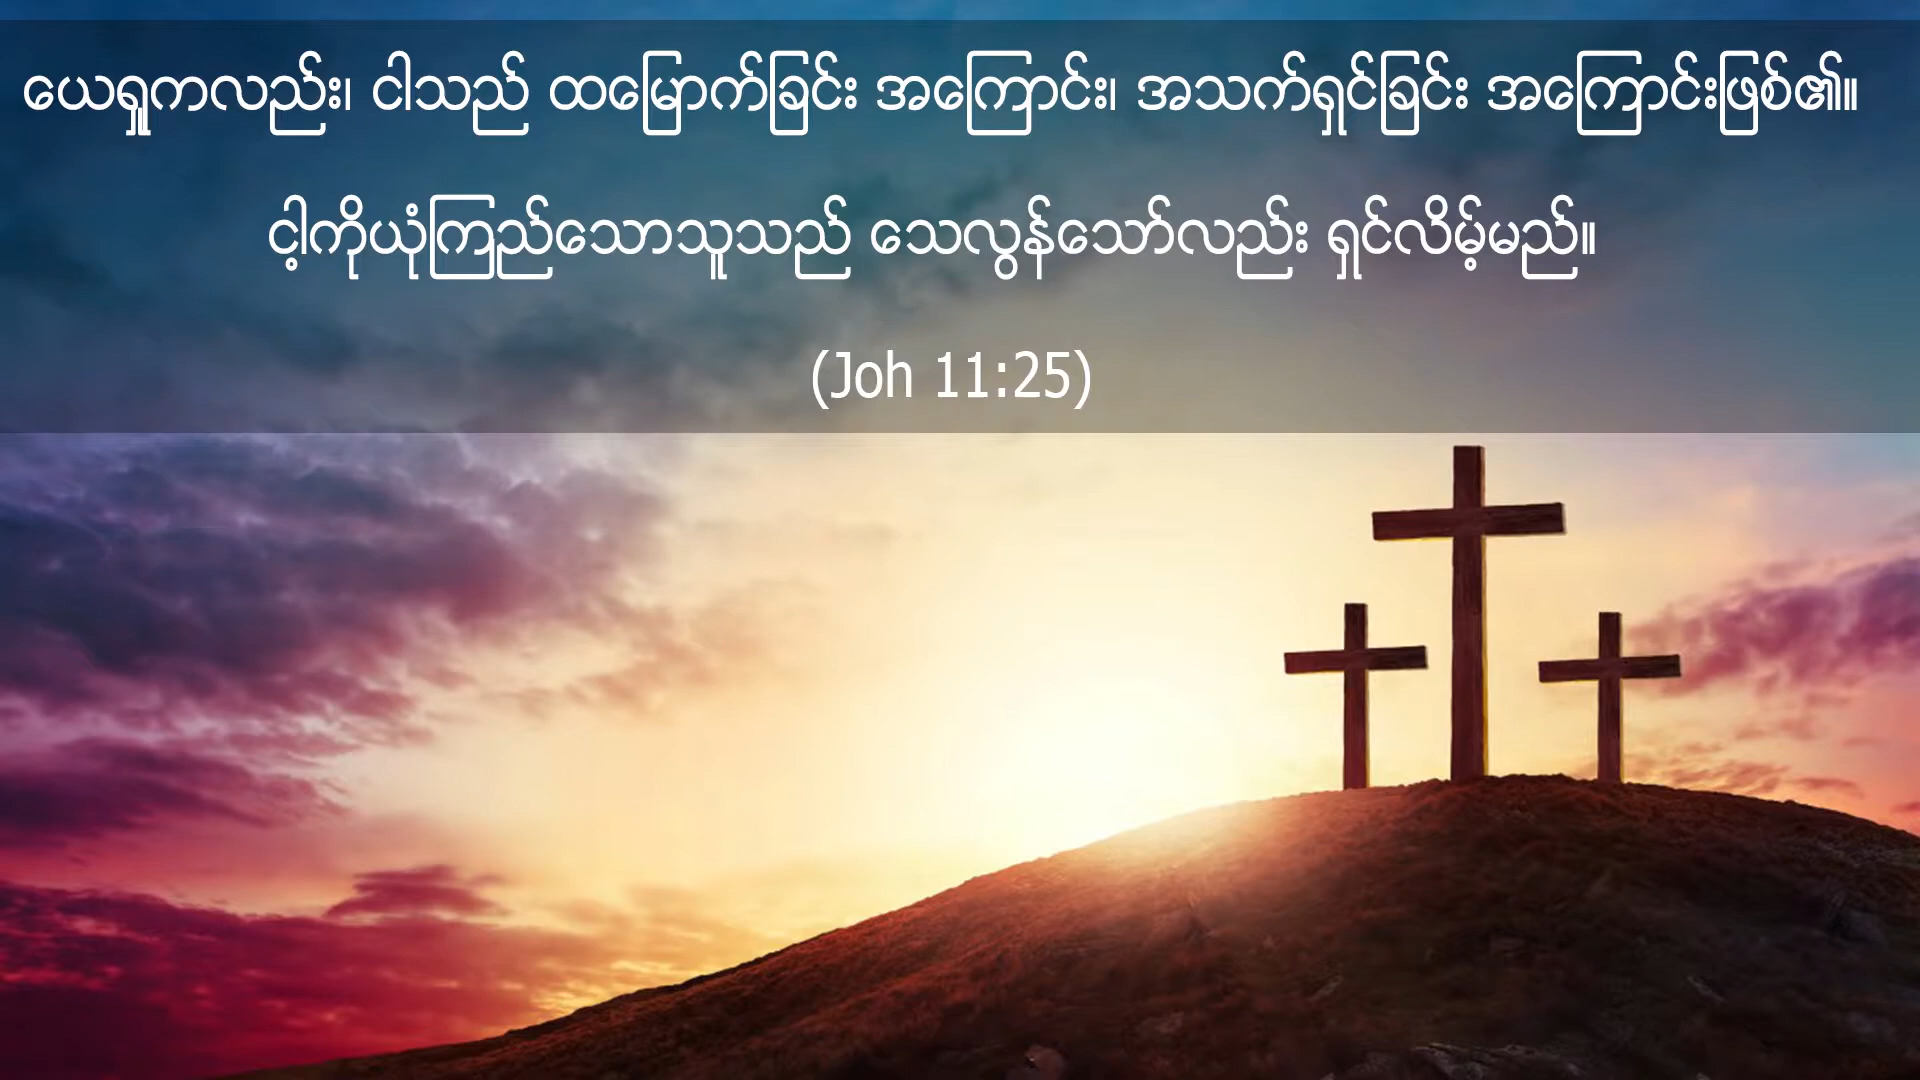 ယေရှုကလည်း၊ ငါသည် ထမြောက်ခြင်း အကြောင်း၊ အသက်ရှင်ခြင်း အကြောင်းဖြစ်၏။
ငါ့ကိုယုံကြည်သောသူသည် သေလွန်သော်လည်း ရှင်လိမ့်မည်။
(Joh 11:25)